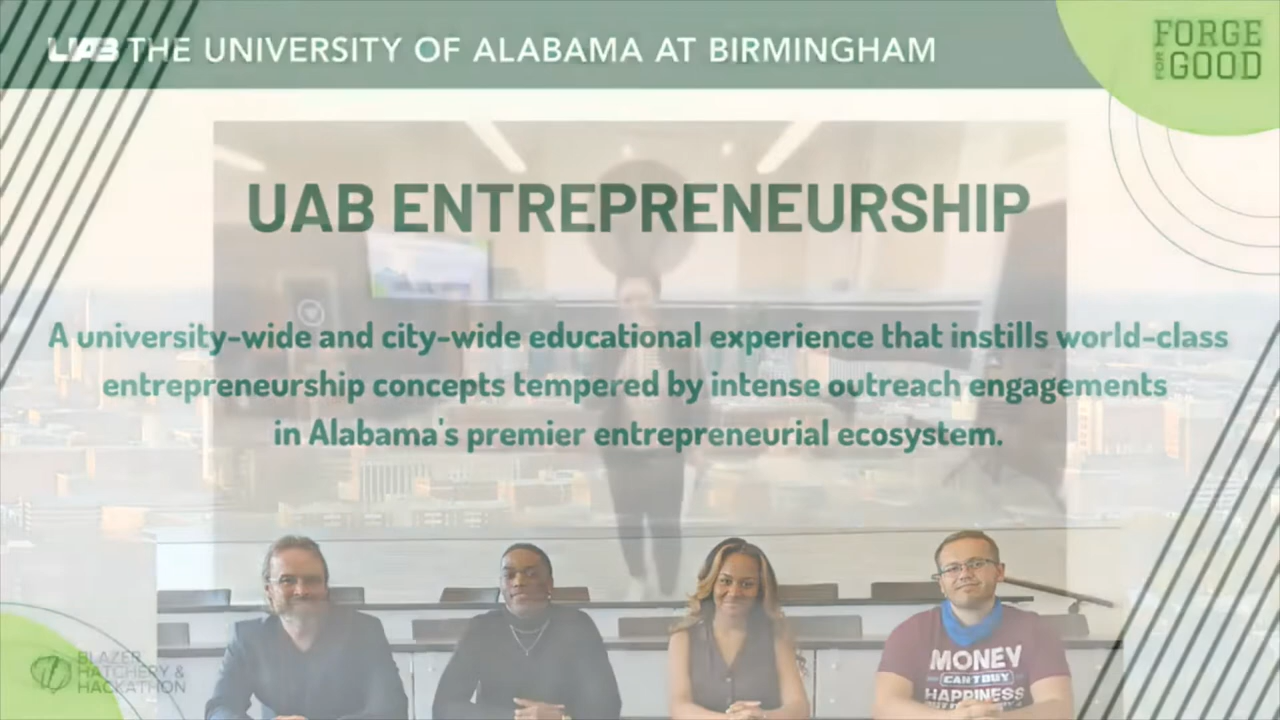 UAB THE UNIVERSITY OF ALABAMA AT BIRMINGHAM
FORGE
FOR
GOOD
UAB ENTREPRENEURSHIP
A university-wide and city-wide educational experience that instills world-class
entrepreneurship concepts tempered by intense outreach engagements
in Alabama's premier entrepreneurial ecosystem.
BLAZER
HATCHERY &
HACKATHON
MONEY
CAN'T BUY
HAPPINESS